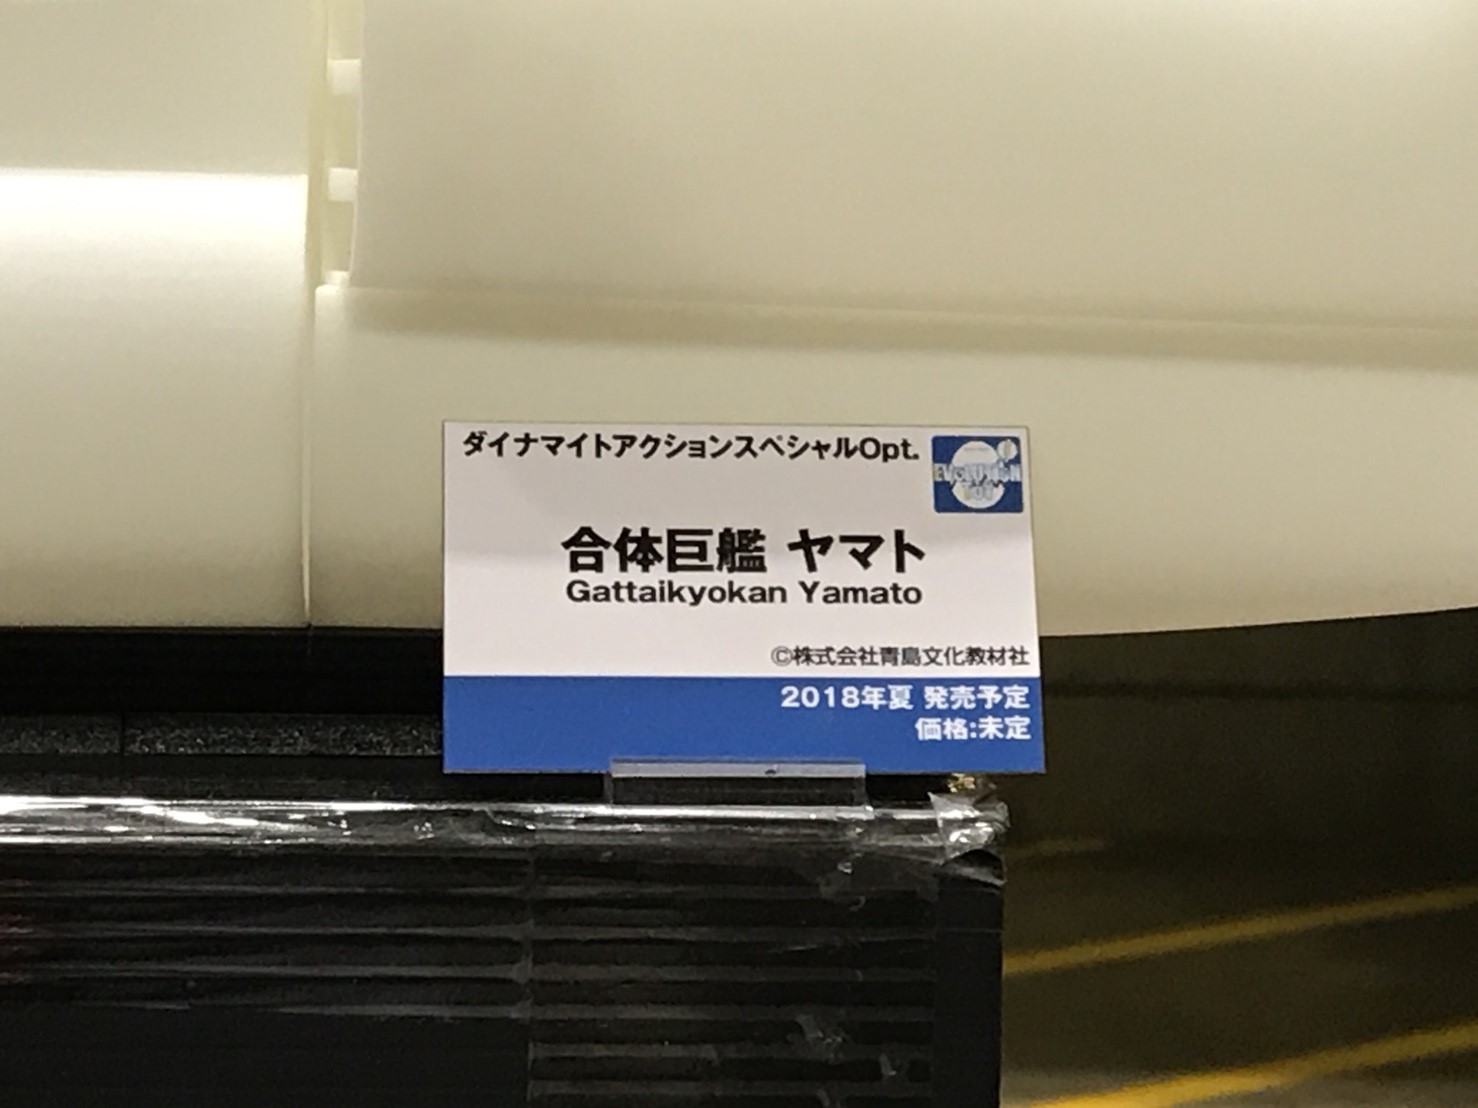 ダイナマイトアクションスペシャルOpt.
EVOLUTION
TOY
合体巨艦 ヤマト
Gattaikyokan Yamato
©株式会社青島文化教材社
2018年夏 発売予定
価格:未定